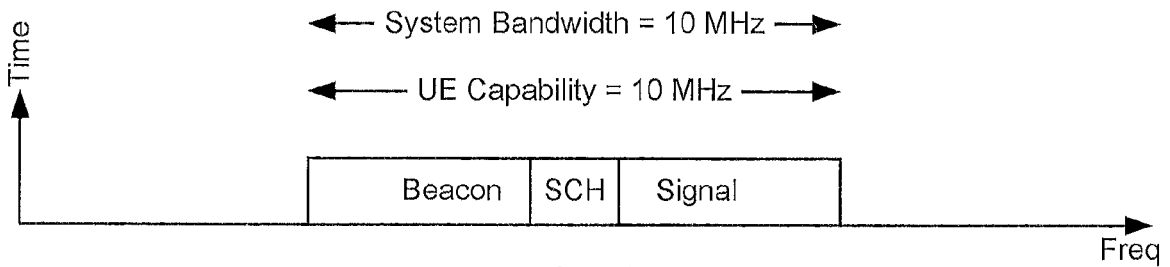 System Bandwidth = 10 MHz
Time
UE Capability = 10 MHz
Beacon SCH Signal
Freq